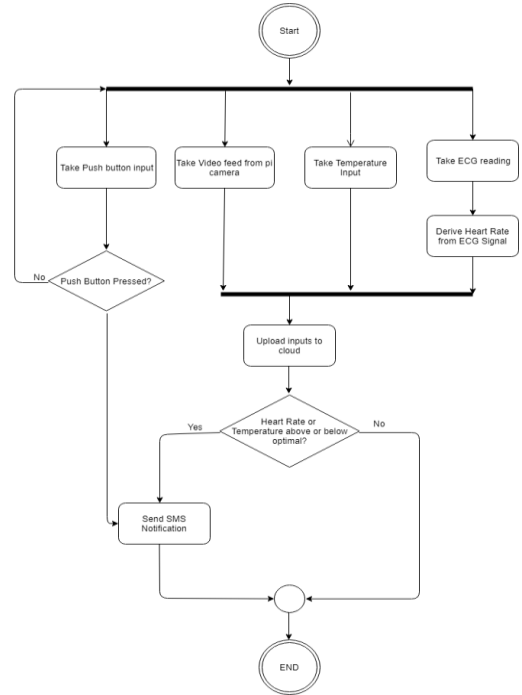 Start
Take Push button input
Take Video feed from pi
camera
Take Temperature
Input
Take ECG reading
Derive Heart Rate
from ECG Signal
No
Push Button Pressed?
Upload inputs to
cloud
Heart Rate or
Temperature above or below
optimal?
Yes
No
Send SMS
Notification
END